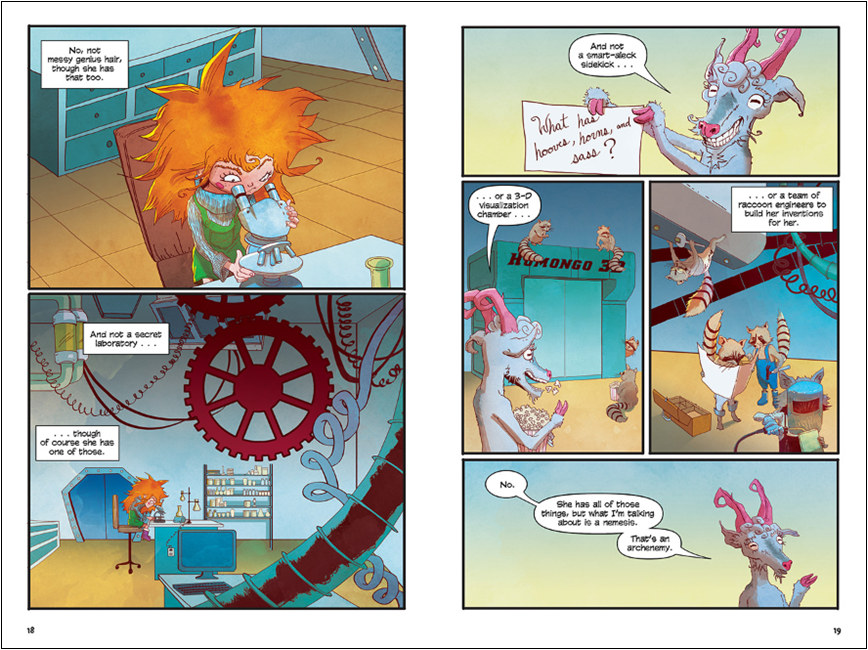 No, not
messy genius hair,
though she has
that too.
And not a secret
laboratory . . .
. . . though
of course she has
one of those.
18
And not
a smart-aleck
sidekick . . .
What has
hooves, horns, and
sass?
. . . or a 3-D
visualization
chamber . . .
HUMONGO 32
. . . or a team of
raccoon engineers to
build her inventions
for her.
No.
She has all of those
things, but what I'm talking
about is a nemesis.
That's an
archenemy.
19